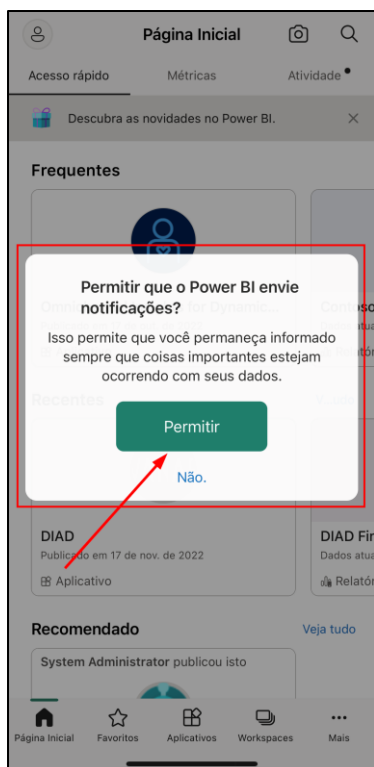 Página Inicial
Acesso rápido
Métricas
Atividade
Descubra as novidades no Power BI.
Frequentes
Permitir que o Power BI envie
notificações?
Isso permite que você permaneça informado
sempre que coisas importantes estejam
ocorrendo com seus dados.
Recentes
Permitir
Não.
DIAD
Publicado em 17 de nov. de 2022
Aplicativo
DIAD Fir
Dados atua
Relatór
Recomendado
Veja tudo
System Administrator publicou isto
Página Inicial
Favoritos
Aplicativos
Workspaces
Mais